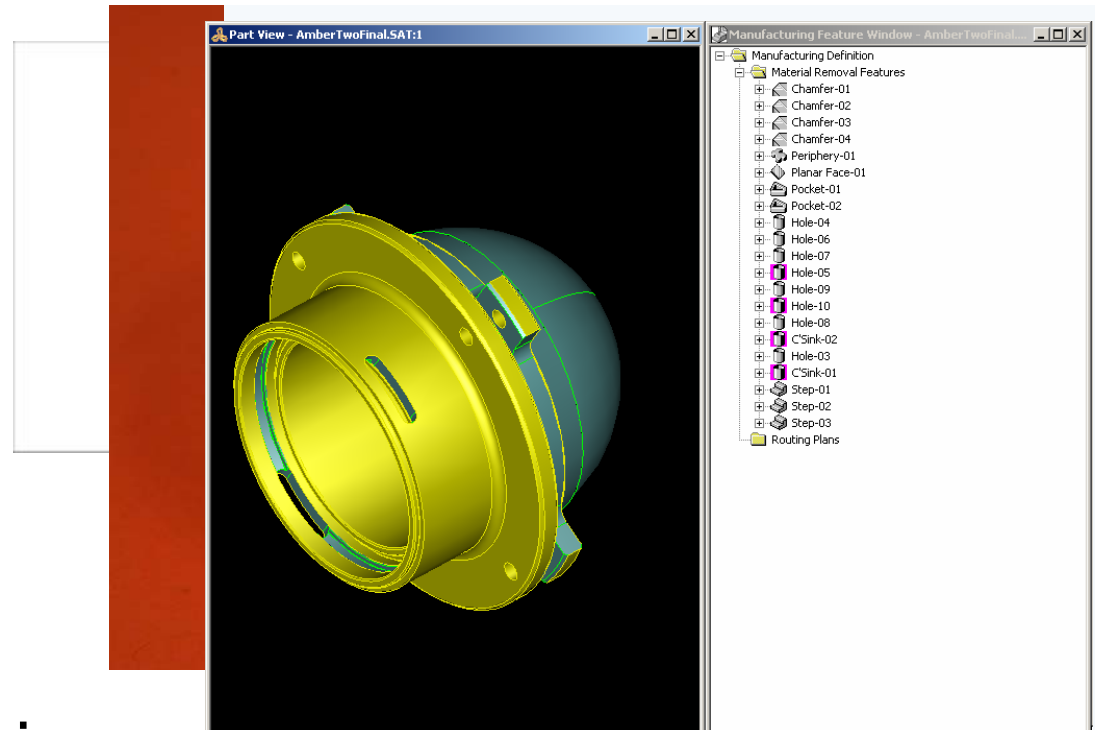 Part View - AmberTwoFinal.SAT:1
Manufacturing Feature Window - AmberTwoFinal....
Manufacturing Definition
Material Removal Features
Chamfer-01
Chamfer-02
Chamfer-03
Chamfer-04
Periphery-01
Planar Face-01
Pocket-01
Pocket-02
Hole-04
Hole-06
Hole-07
Hole-05
Hole-09
Hole-10
Hole-08
C'Sink-02
Hole-03
C'Sink-01
Step-01
Step-02
Step-03
Routing Plans